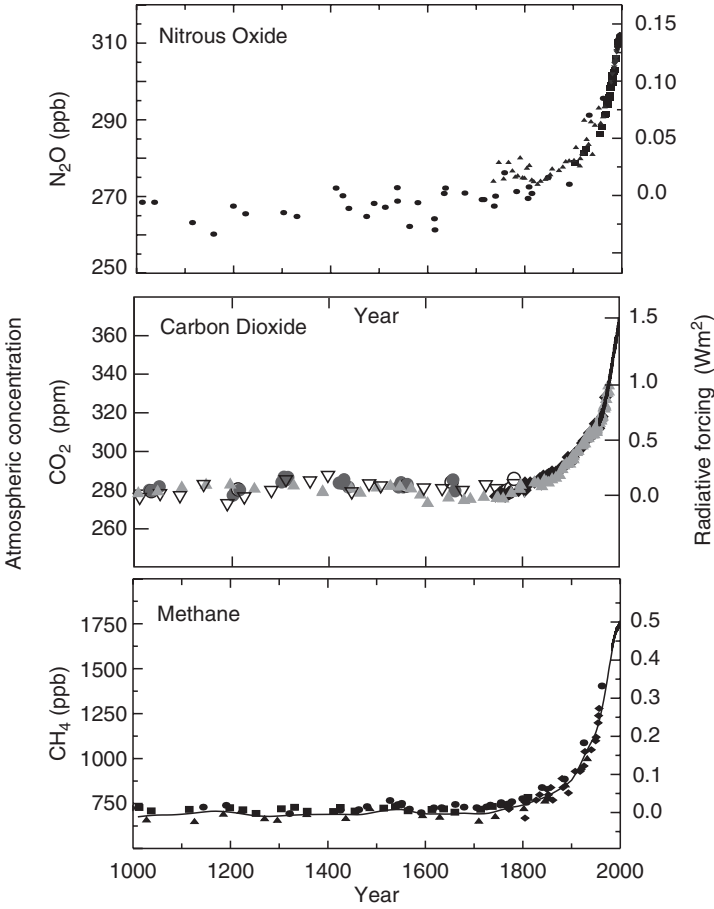 Nitrous Oxide
310
290
270
250
N₂O (ppb)
0.15
0.10
0.05
0.0
Carbon Dioxide
Year
360
340
320
300
280
260
CO₂ (ppm)
1.5
1.0
0.5
0.0
Atmospheric concentration
Radiative forcing (Wm²)
Methane
1750
1500
1250
1000
750
CH₄ (ppb)
0.5
0.4
0.3
0.2
0.1
0.0
1000 1200 1400 1600 1800 2000
Year